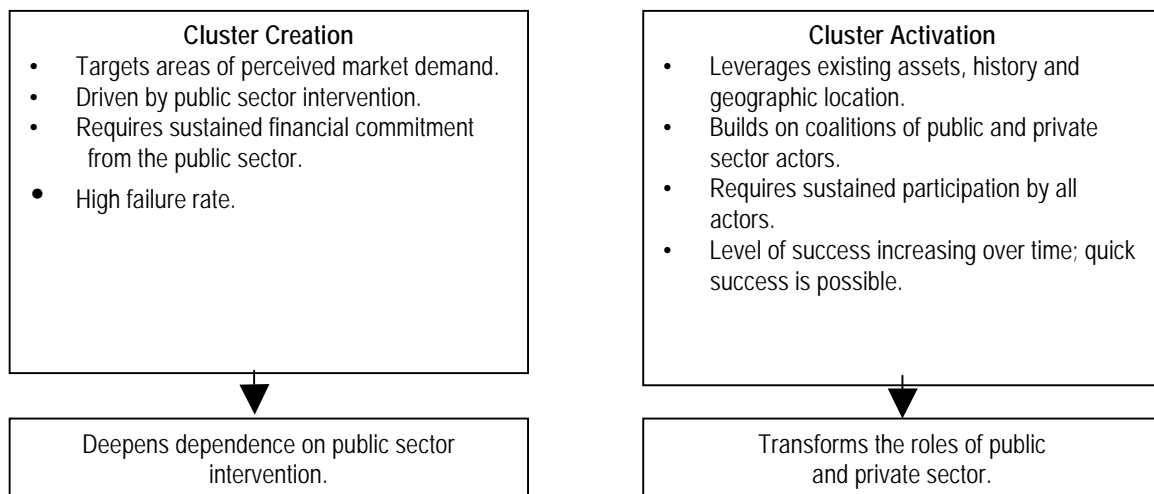 Cluster Creation
• Targets areas of perceived market demand.
• Driven by public sector intervention.
• Requires sustained financial commitment
from the public sector.
• High failure rate.
Deepens dependence on public sector
intervention.
Cluster Activation
• Leverages existing assets, history and
geographic location.
• Builds on coalitions of public and private
sector actors.
• Requires sustained participation by all
actors.
• Level of success increasing over time; quick
success is possible.
Transforms the roles of public
and private sector.